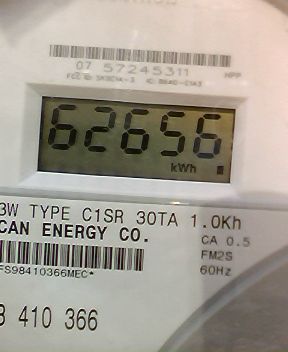 07 57245311 HPP
62656
kWh
3W TYPE C1SR 30TA 1.0Kh
CAN ENERGY CO.
CA 0.5
FM2S
60Hz
FS98410366MEC*
410 366